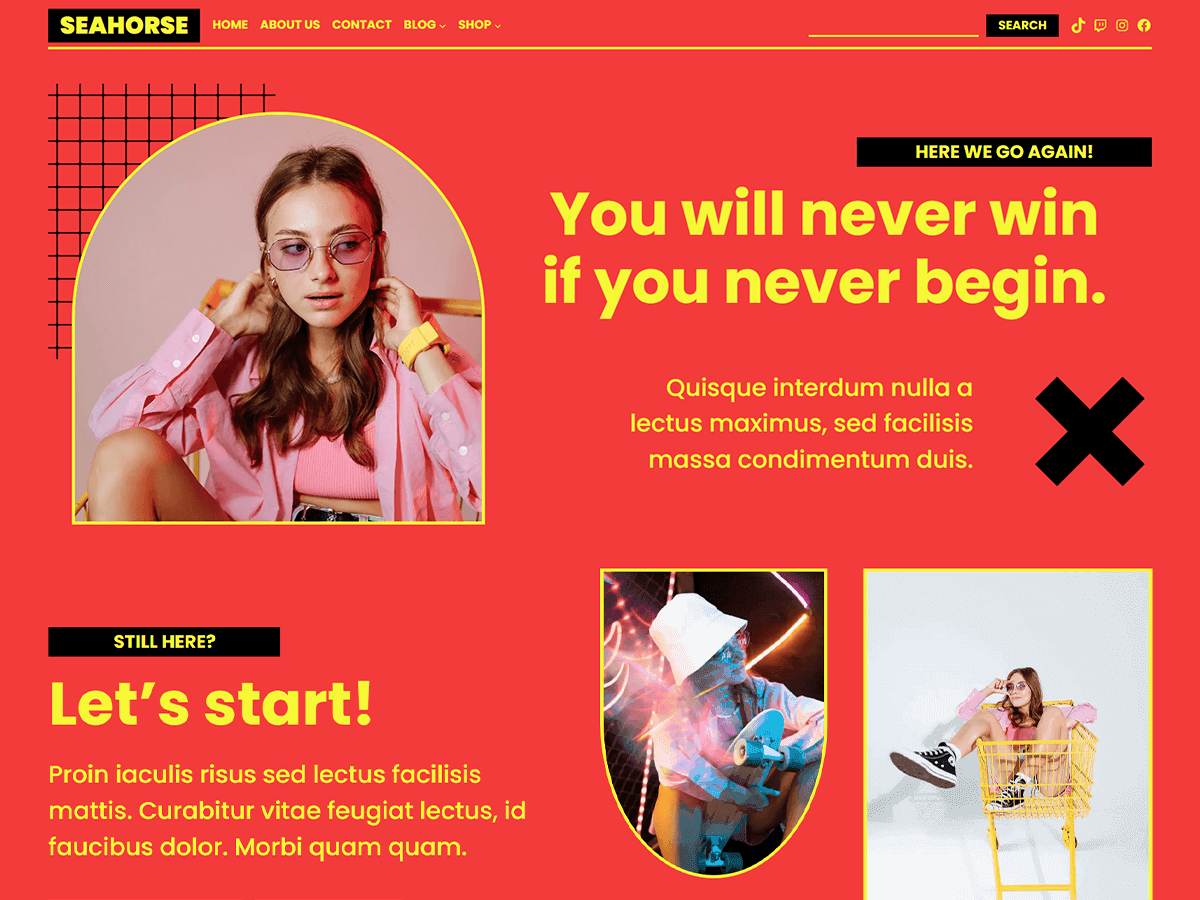 SEAHORSE HOME ABOUT US CONTACT BLOG SHOP SEARCH
HERE WE GO AGAIN!
You will never win
if you never begin.
Quisque interdum nulla a
lectus maximus, sed facilisis
massa condimentum duis.
STILL HERE?
Let’s start!
Proin iaculis risus sed lectus facilisis
mattis. Curabitur vitae feugiat lectus, id
faucibus dolor. Morbi quam quam.